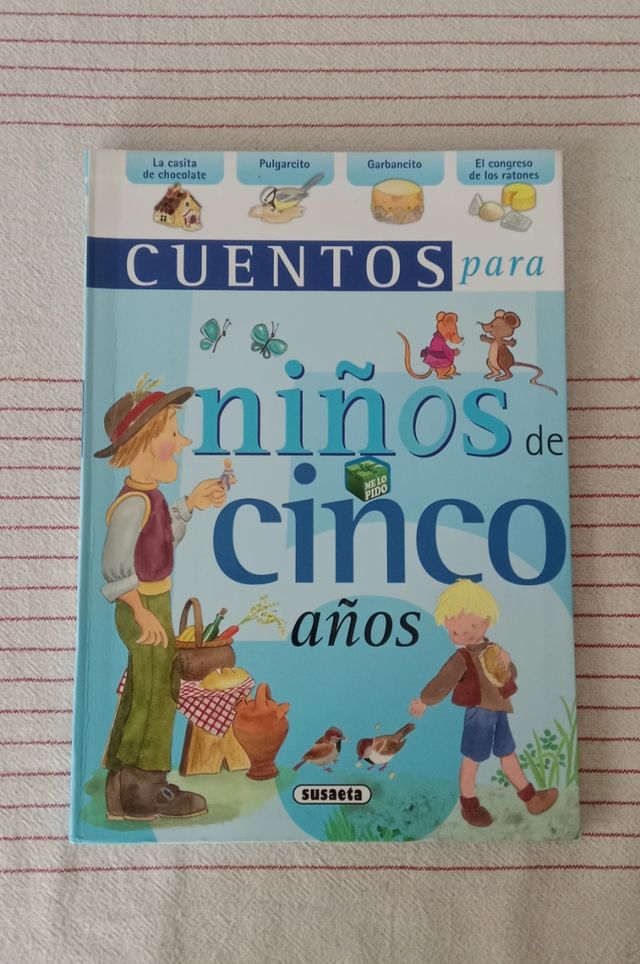 La casita
de chocolate
Pulgarcito
Garbancito
El congreso
de los ratones
CUENTOS para
niños de
ME LO
PIDO
cinco
años
susaeta